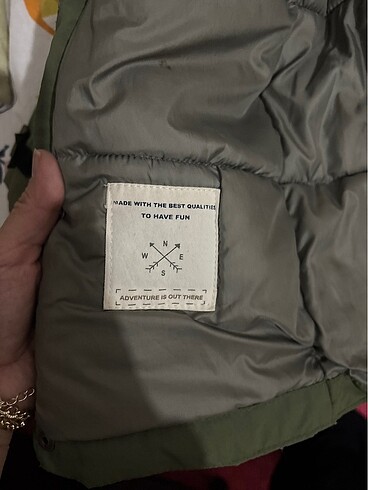 MADE WITH THE BEST QUALITIES
TO HAVE FUN
N
W E
S
ADVENTURE IS OUT THERE